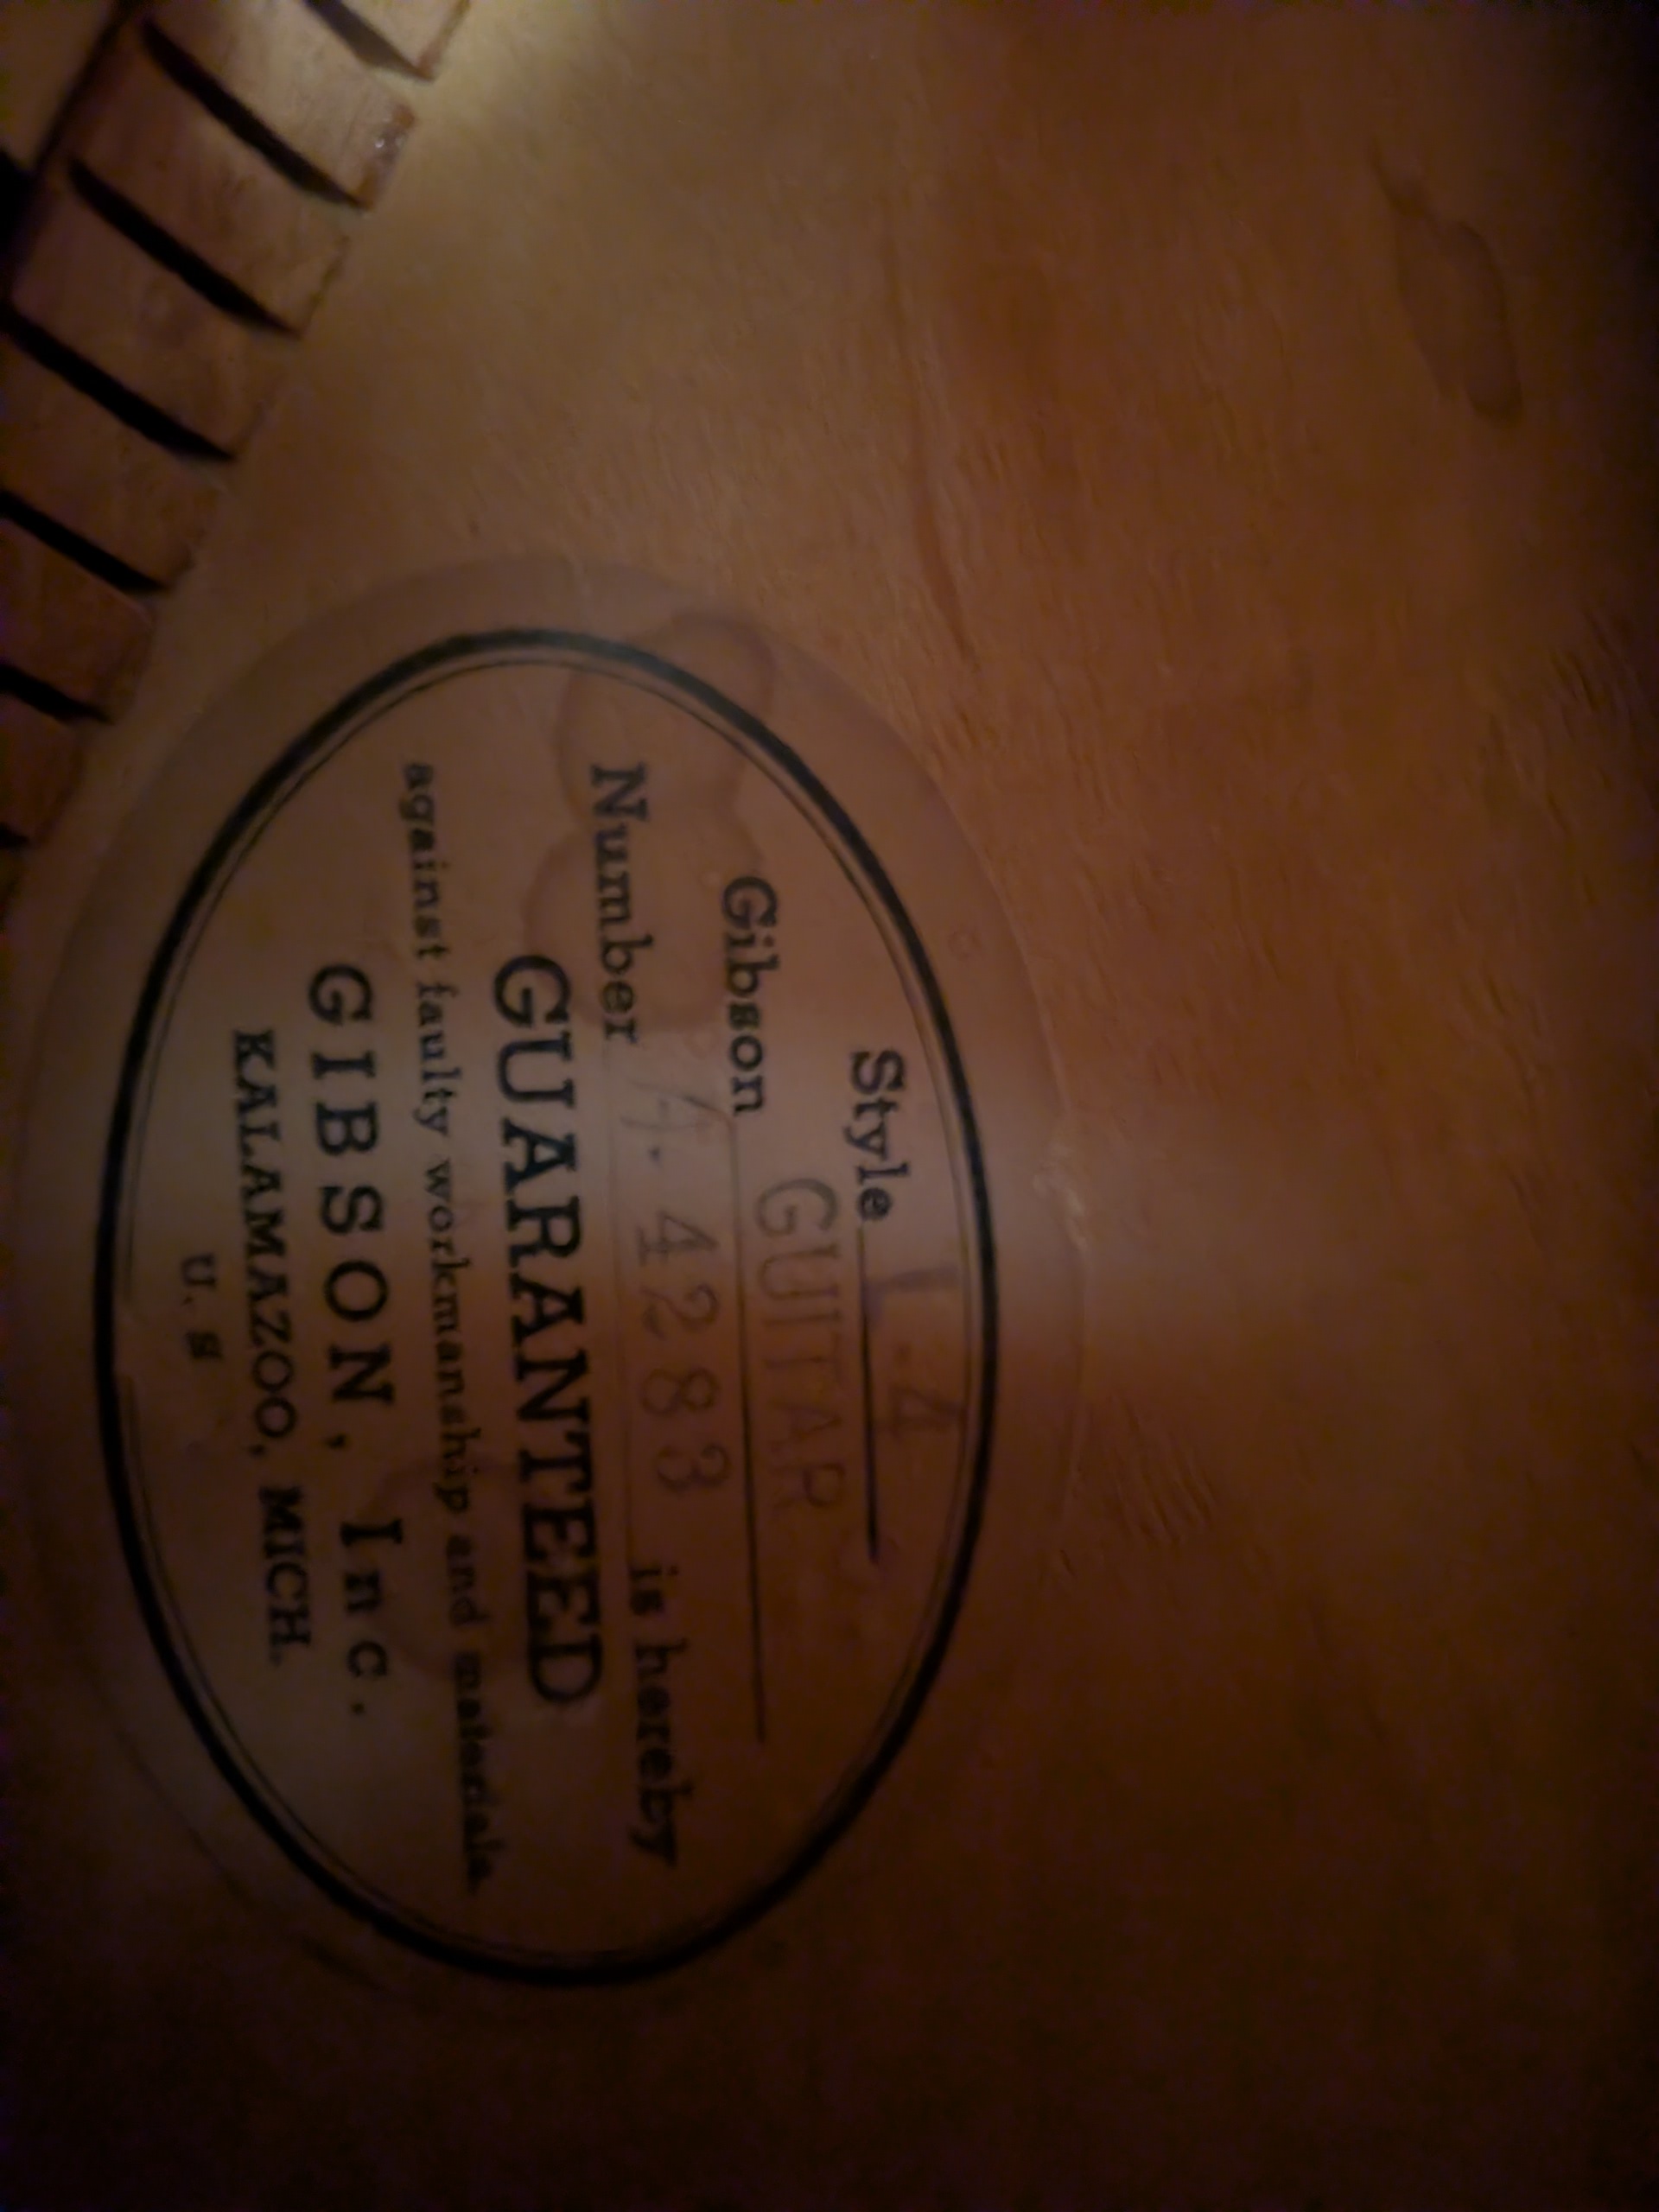 Style L-4
Gibson GUITAR
Number A. 4283 is hereby
GUARANTEED
against faulty workmanship and materials.
GIBSON, Inc.
KALAMAZOO, MICH.
U. S